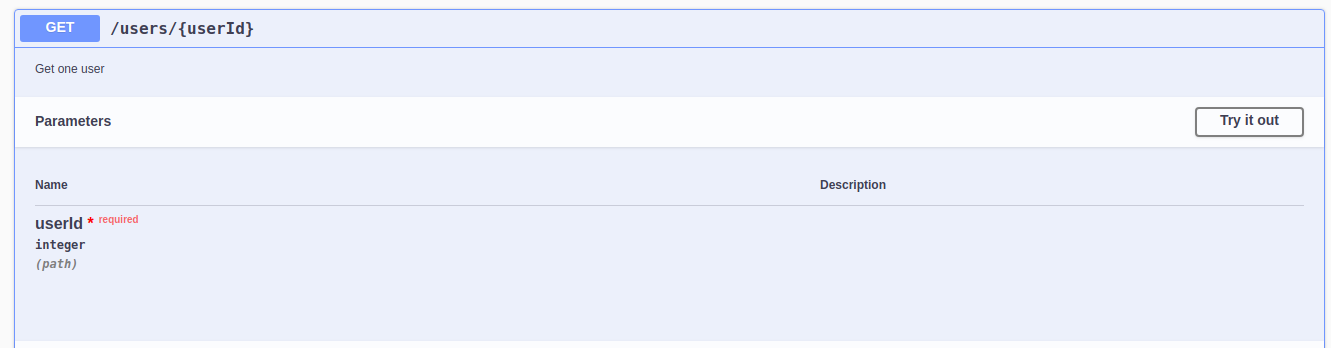 GET /users/{userId}
Get one user
Parameters Try it out
Name Description
userId * required
integer
(path)